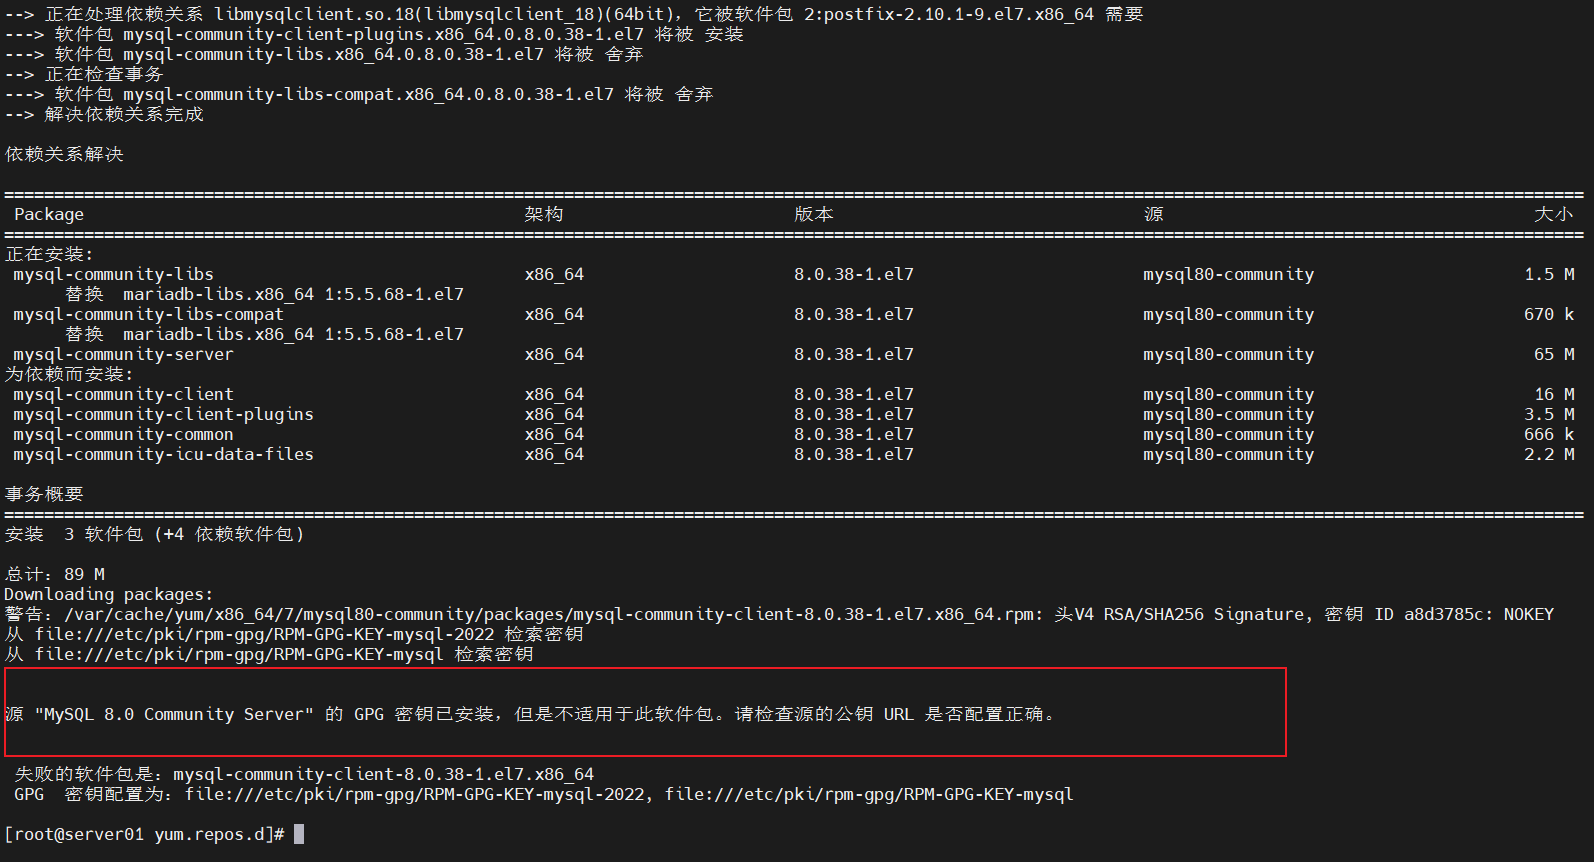 --> 正在处理依赖关系 libmysqlclient.so.18(libmysqlclient_18)(64bit)，它被软件包 2:postfix-2.10.1-9.el7.x86_64 需要
---> 软件包 mysql-community-client-plugins.x86_64.0.8.0.38-1.el7 将被 安装
---> 软件包 mysql-community-libs.x86_64.0.8.0.38-1.el7 将被 舍弃
--> 正在检查事务
---> 软件包 mysql-community-libs-compat.x86_64.0.8.0.38-1.el7 将被 舍弃
--> 解决依赖关系完成
依赖关系解决
================================================================================
Package 架构 版本 源 大小
================================================================================
正在安装:
mysql-community-libs x86_64 8.0.38-1.el7 mysql80-community 1.5 M
替换 mariadb-libs.x86_64 1:5.5.68-1.el7
mysql-community-libs-compat x86_64 8.0.38-1.el7 mysql80-community 670 k
替换 mariadb-libs.x86_64 1:5.5.68-1.el7
mysql-community-server x86_64 8.0.38-1.el7 mysql80-community 65 M
为依赖而安装:
mysql-community-client x86_64 8.0.38-1.el7 mysql80-community 16 M
mysql-community-client-plugins x86_64 8.0.38-1.el7 mysql80-community 3.5 M
mysql-community-common x86_64 8.0.38-1.el7 mysql80-community 666 k
mysql-community-icu-data-files x86_64 8.0.38-1.el7 mysql80-community 2.2 M
事务概要
================================================================================
安装 3 软件包 (+4 依赖软件包)
总计：89 M
Downloading packages:
警告：/var/cache/yum/x86_64/7/mysql80-community/packages/mysql-community-client-8.0.38-1.el7.x86_64.rpm: 头V4 RSA/SHA256 Signature, 密钥 ID a8d3785c: NOKEY
从 file:///etc/pki/rpm-gpg/RPM-GPG-KEY-mysql-2022 检索密钥
从 file:///etc/pki/rpm-gpg/RPM-GPG-KEY-mysql 检索密钥
源 "MySQL 8.0 Community Server" 的 GPG 密钥已安装，但是不适用于此软件包。请检查源的公钥 URL 是否配置正确。
失败的软件包是：mysql-community-client-8.0.38-1.el7.x86_64
GPG 密钥配置为：file:///etc/pki/rpm-gpg/RPM-GPG-KEY-mysql-2022, file:///etc/pki/rpm-gpg/RPM-GPG-KEY-mysql
[root@server01 yum.repos.d]#